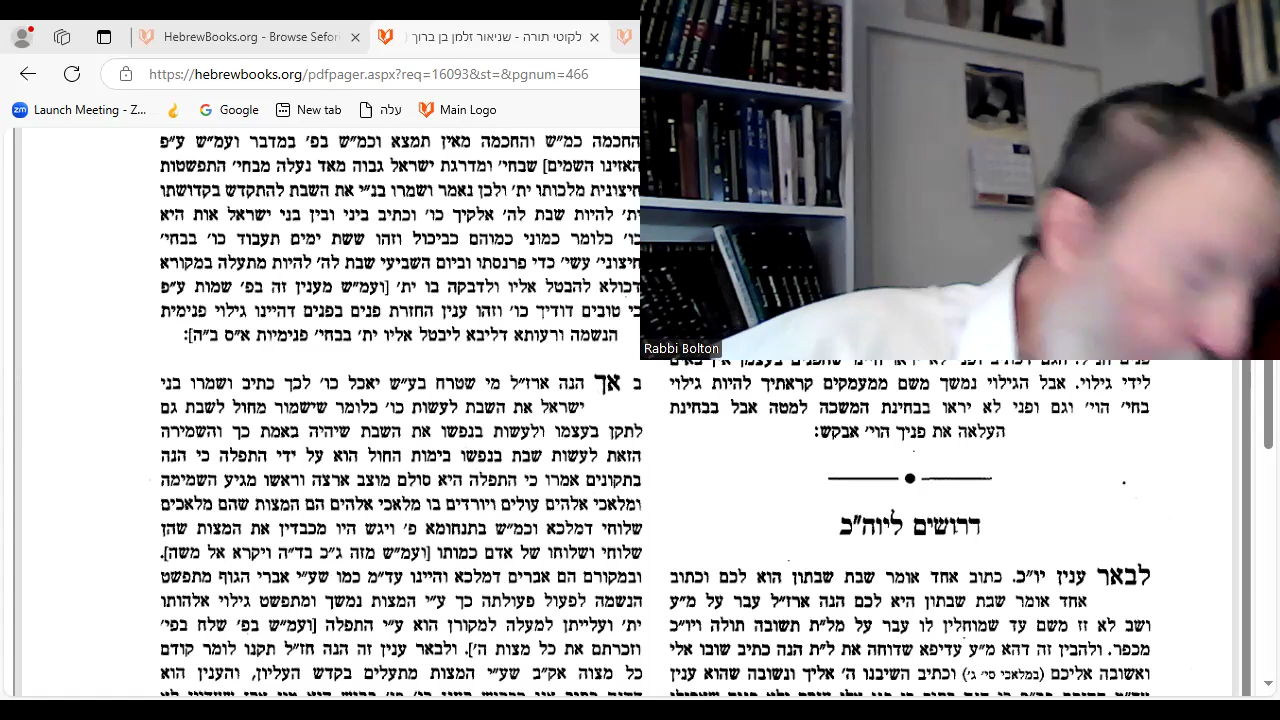 HebrewBooks.org - Browse Sefori
לקוטי תורה - שניאור זלמן בן ברוך
https://hebrewbooks.org/pdfpager.aspx?req=16093&st=&pgnum=466
Launch Meeting - Z...
Google
New tab
עלה
Main Logo
Rabbi Bolton
לידי גילוי. אבל הגילוי נמשך משם ממעמקים קראתיך להיות גילוי
בחי' הוי' וגם ופני לא יראו בבחינת המשכה למטה אבל בבחינת
העלאה את פניך הוי' אבקש:
דרושים ליוה"כ
לבאר ענין יו"כ. כתוב אחד אומר שבת שבתון הוא לכם וכתוב
אחד אומר שבת שבתון היא לכם הנה ארז"ל עבר על מ"ע
ושב לא זז משם עד שמוחלין לו עבר על מל"ת תשובה תולה ויו"כ
מכפר. ולהבין זה דהא מ"ע עדיפא שדוחה את ל"ת הנה כתיב שובו אלי
ואשובה אליכם (במלאכי סי' ג') וכתיב השיבנו ה' אליך ונשובה שהוא ענין
החכמה כמ"ש והחכמה מאין תמצא וכמ"ש בפ' במדבר ועמ"ש ע"פ
האזינו השמים] שבחי' ומדרגת ישראל גבוה מאד נעלה מבחי' התפשטות
חיצונית מלכותו ית' ולכן נאמר ושמרו בנ"י את השבת להתקדש בקדושתו
ית' להיות שבת לה' אלקיך כו' וכתיב ביני ובין בני ישראל אות היא
כו' כלומר כמוני כמוהם כביכול וזהו ששת ימים תעבוד כו' בבחי'
חיצוני' עשי' כדי פרנסתו וביום השביעי שבת לה' להיות מתעלה במקורא
דכולא להבטל אליו ולדבקה בו ית' [ועמ"ש מענין זה בפ' שמות ע"פ
כי טובים דודיך כו' וזהו ענין החזרת פנים בפנים דהיינו גילוי פנימית
הנשמה ורעותא דליבא ליבטל אליו ית' בבחי' פנימיות א"ס ב"ה]:
ב אך הנה ארז"ל מי שטרח בע"ש יאכל כו' לכך כתיב ושמרו בני
ישראל את השבת לעשות כו' כלומר שישמור מחול לשבת גם
לתקן בעצמו ולעשות בנפשו את השבת שיהיה באמת כך והשמירה
הזאת לעשות שבת בנפשו בימות החול הוא על ידי התפלה כי הנה
בתקונים אמרו כי התפלה היא סולם מוצב ארצה וראשו מגיע השמימה
ומלאכי אלהים עולים ויורדים בו מלאכי אלהים הם המצות שהם מלאכים
שלוחי דמלכא וכמ"ש בתנחומא פ' ויגש היו מכבדין את המצות שהן
שלוחי ושלוחו של אדם כמותו [ועמ"ש מזה ג"כ בד"ה ויקרא אל משה].
ובמקורם הם אברים דמלכא והיינו עד"מ כמו שע"י אברי הגוף מתפשט
הנשמה לפעול פעולתה כך ע"י המצות נמשך ומתפשט גילוי אלהותו
ית' ועלייתן למעלה למקורן הוא ע"י התפלה [ועמ"ש בפ' שלח בפי'
וזכרתם את כל מצות ה']. ולבאר ענין זה הנה חז"ל תקנו לומר קודם
כל מצוה אק"ב שע"י המצות מתעלים בקדש העליון, והענין הוא